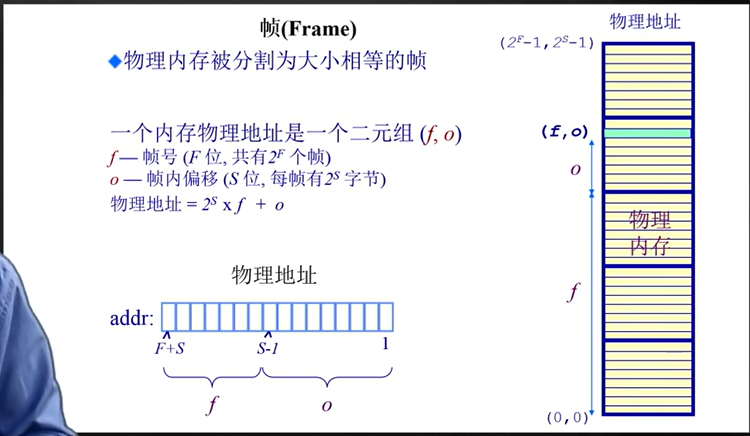 帧(Frame)
物理内存被分割为大小相等的帧
一个内存物理地址是一个二元组 (f, o)
f — 帧号 (F 位, 共有2^F 个帧)
o — 帧内偏移 (S 位, 每帧有2^S 字节)
物理地址 = 2^S x f + o
物理地址
addr:
F+S
S-1
1
f
o
物理地址
(2^F-1,2^S-1)
(f,o)
o
物理
内存
f
(0,0)